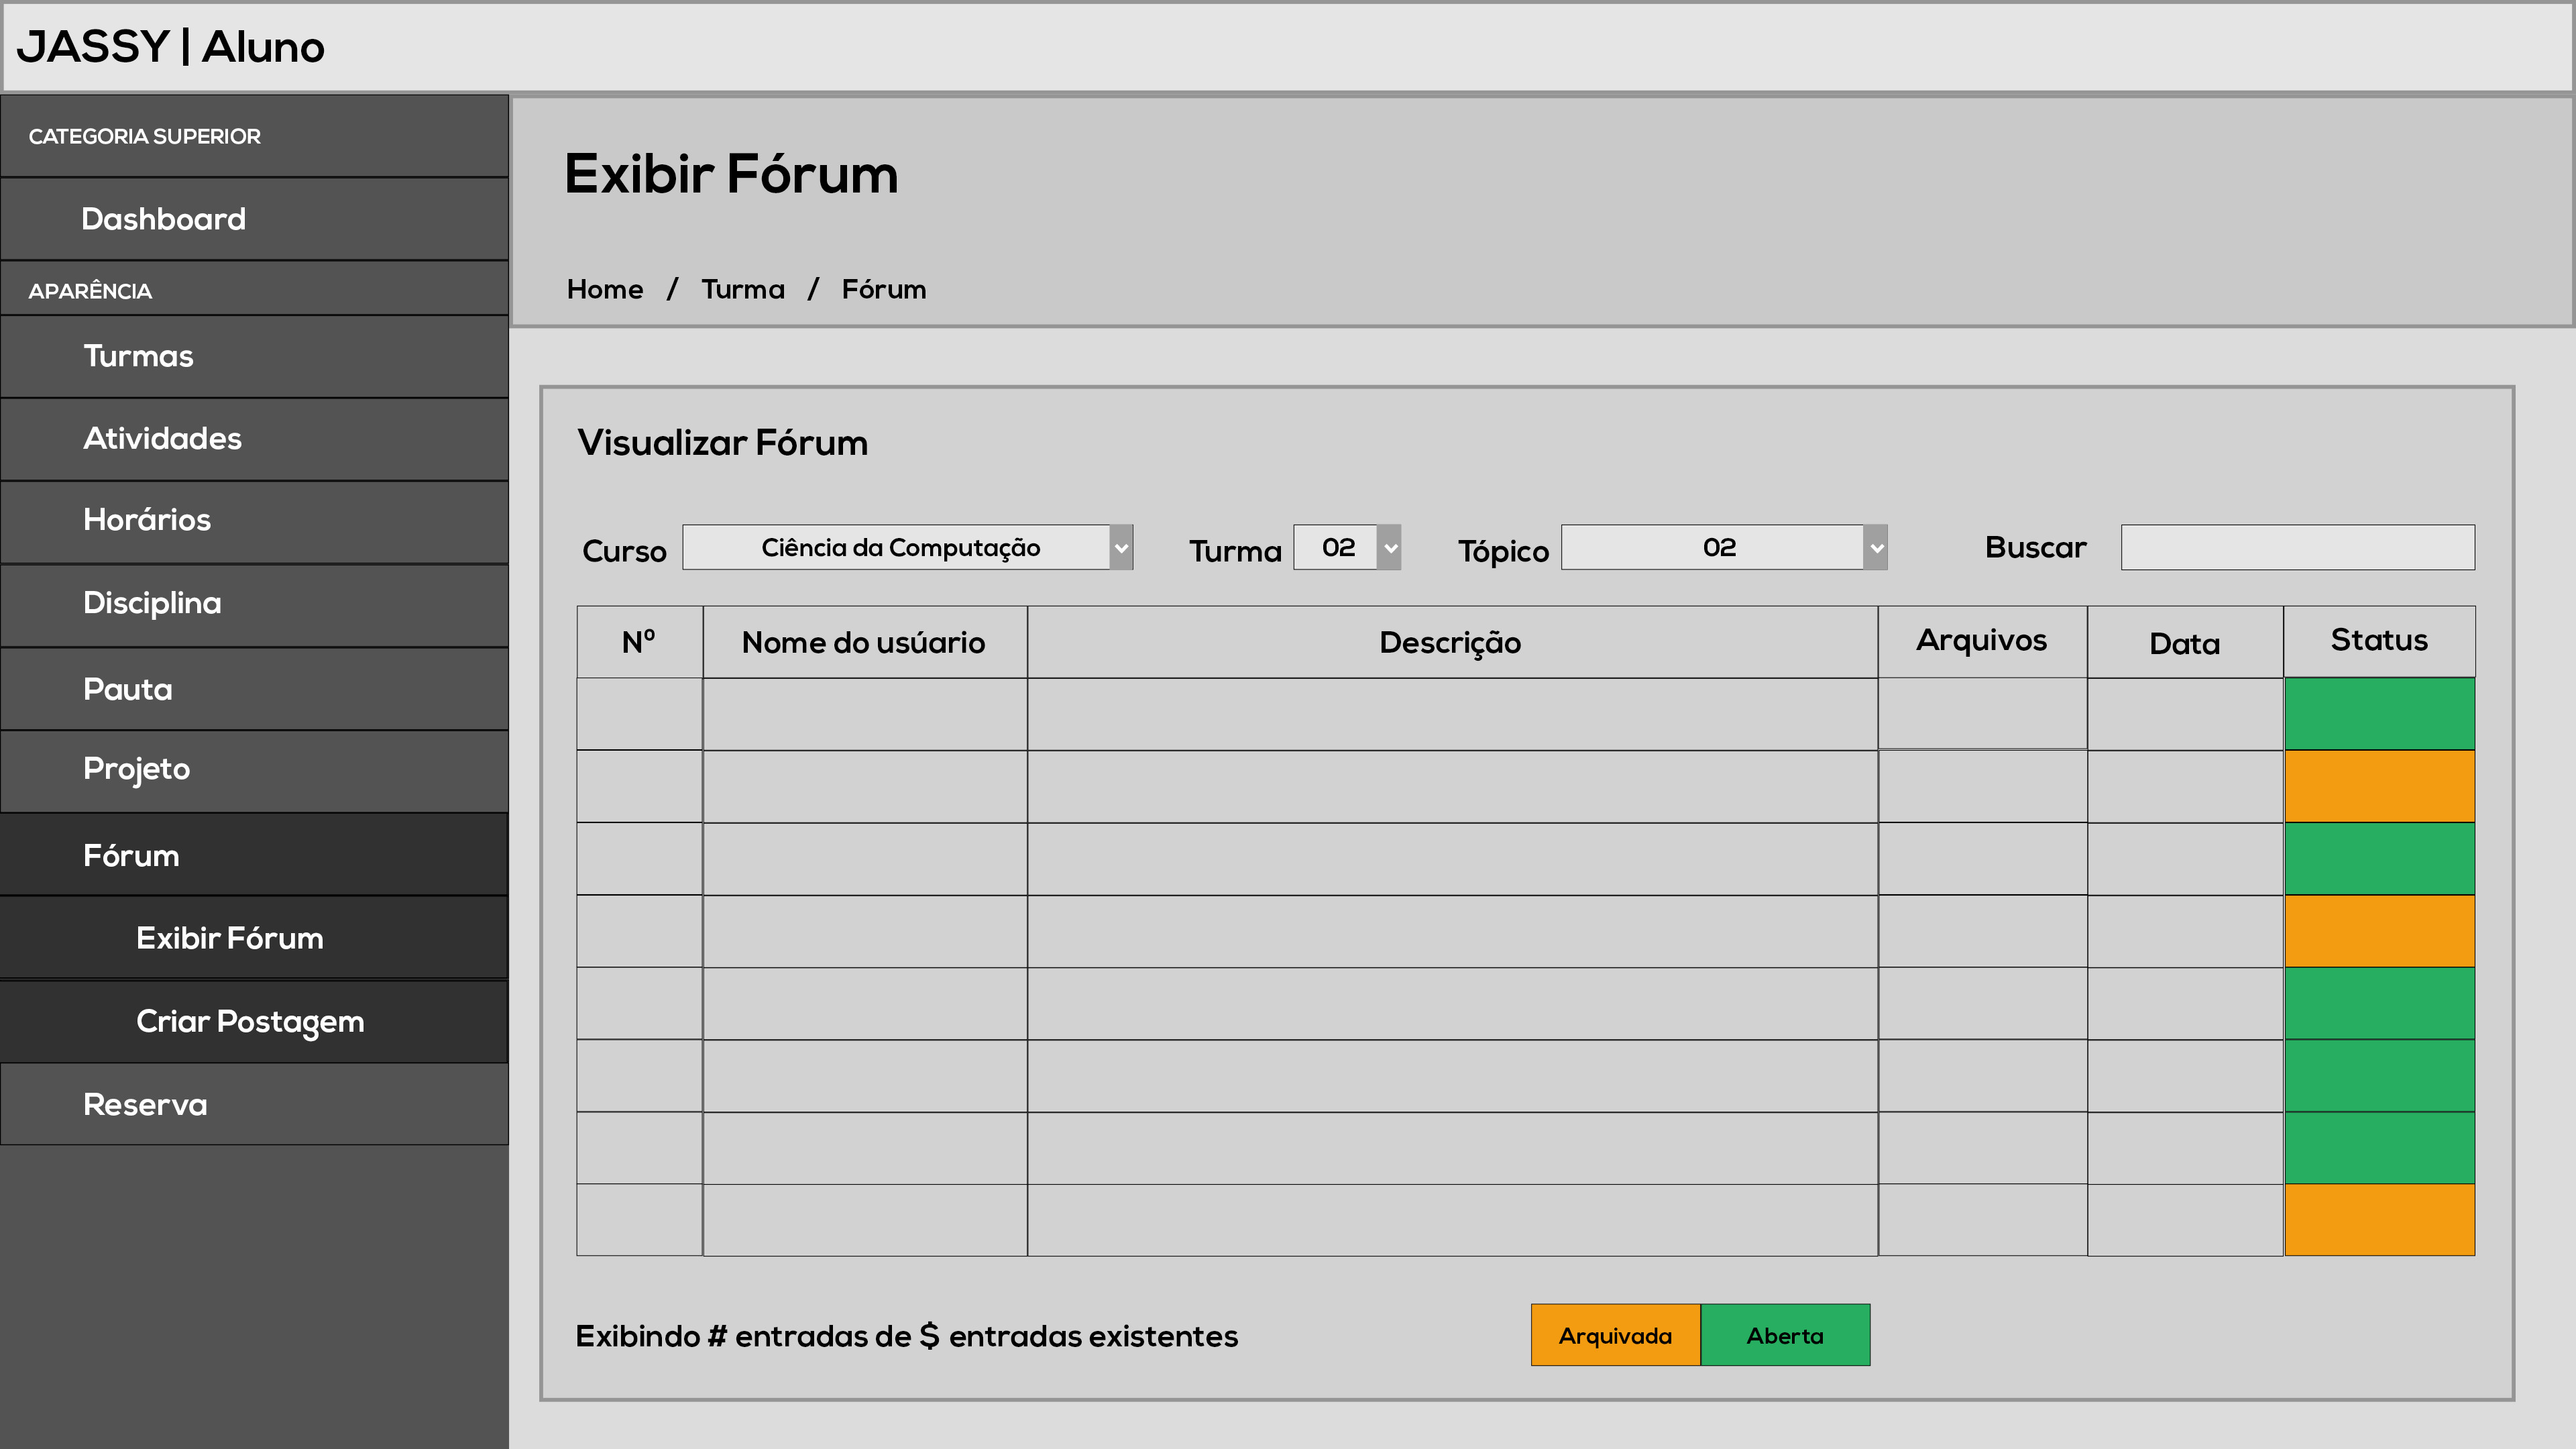 JASSY | Aluno
CATEGORIA SUPERIOR
Dashboard
APARÊNCIA
Turmas
Atividades
Horários
Disciplina
Pauta
Projeto
Fórum
Exibir Fórum
Criar Postagem
Reserva
Exibir Fórum
Home / Turma / Fórum
Visualizar Fórum
Curso Ciência da Computação Turma 02 Tópico 02 Buscar
Nº Nome do usúario Descrição Arquivos Data Status
Exibindo # entradas de $ entradas existentes Arquivada Aberta